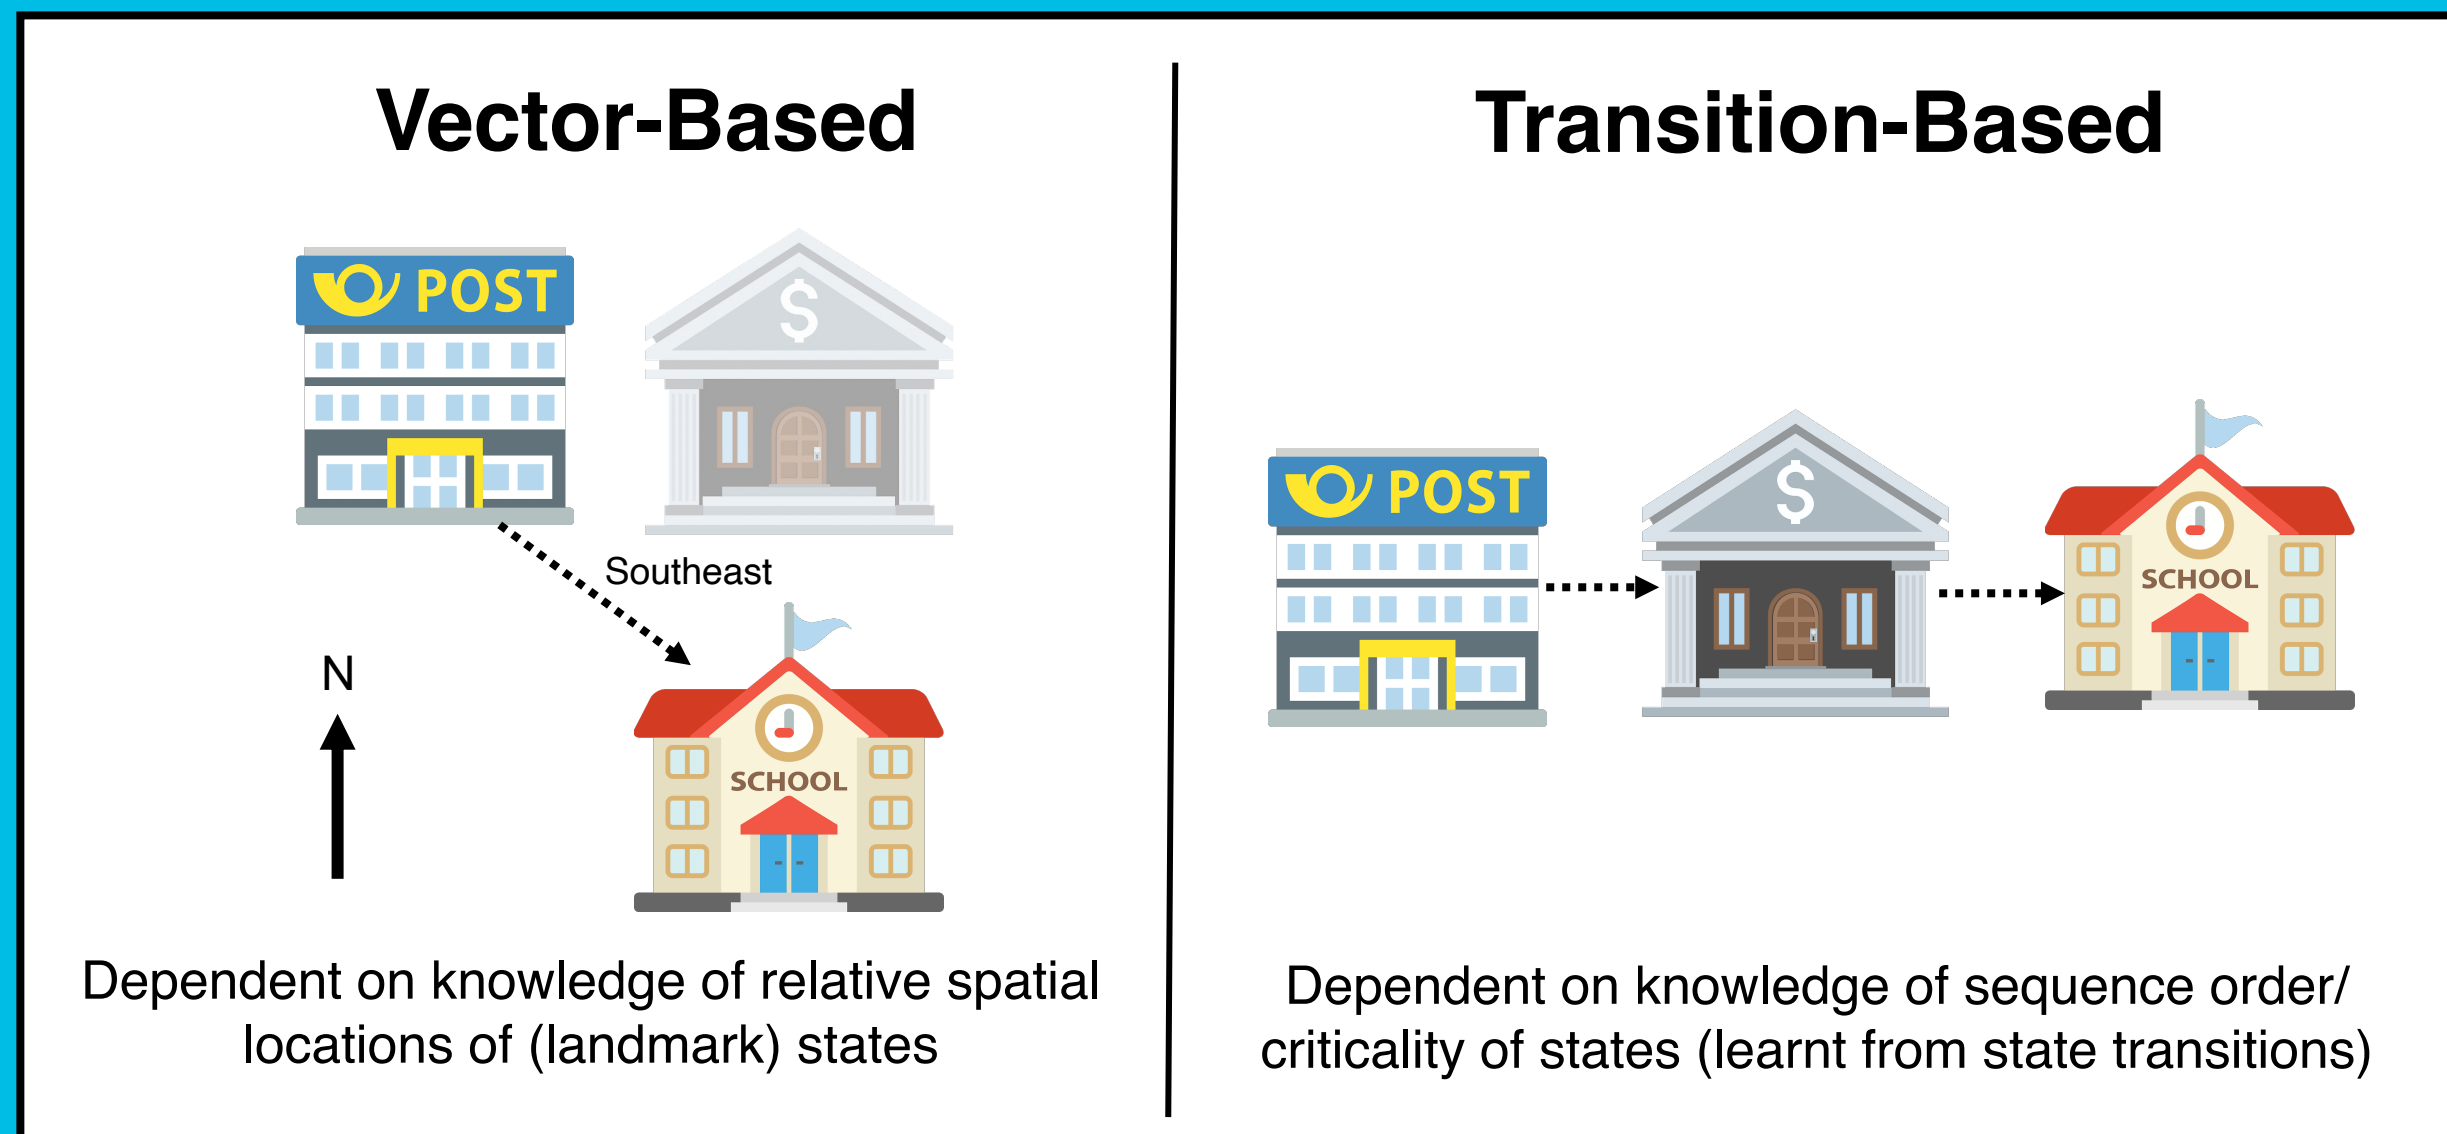 Vector-Based
POST
$
Southeast
N
SCHOOL
Dependent on knowledge of relative spatial
locations of (landmark) states
Transition-Based
POST
$
SCHOOL
Dependent on knowledge of sequence order/
criticality of states (learnt from state transitions)